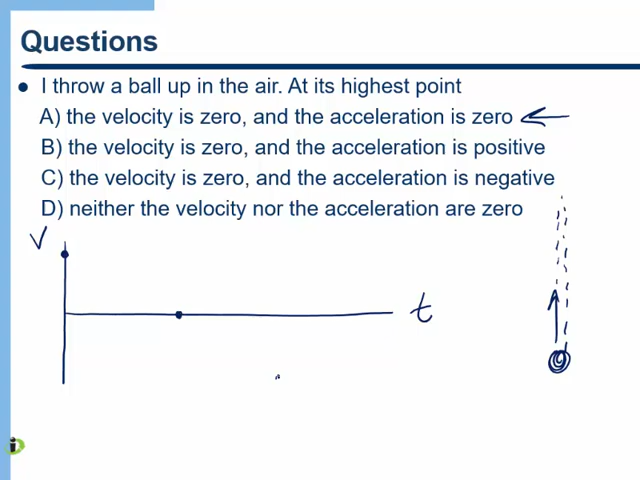 Questions
I throw a ball up in the air. At its highest point
A) the velocity is zero, and the acceleration is zero
B) the velocity is zero, and the acceleration is positive
C) the velocity is zero, and the acceleration is negative
D) neither the velocity nor the acceleration are zero
V
t